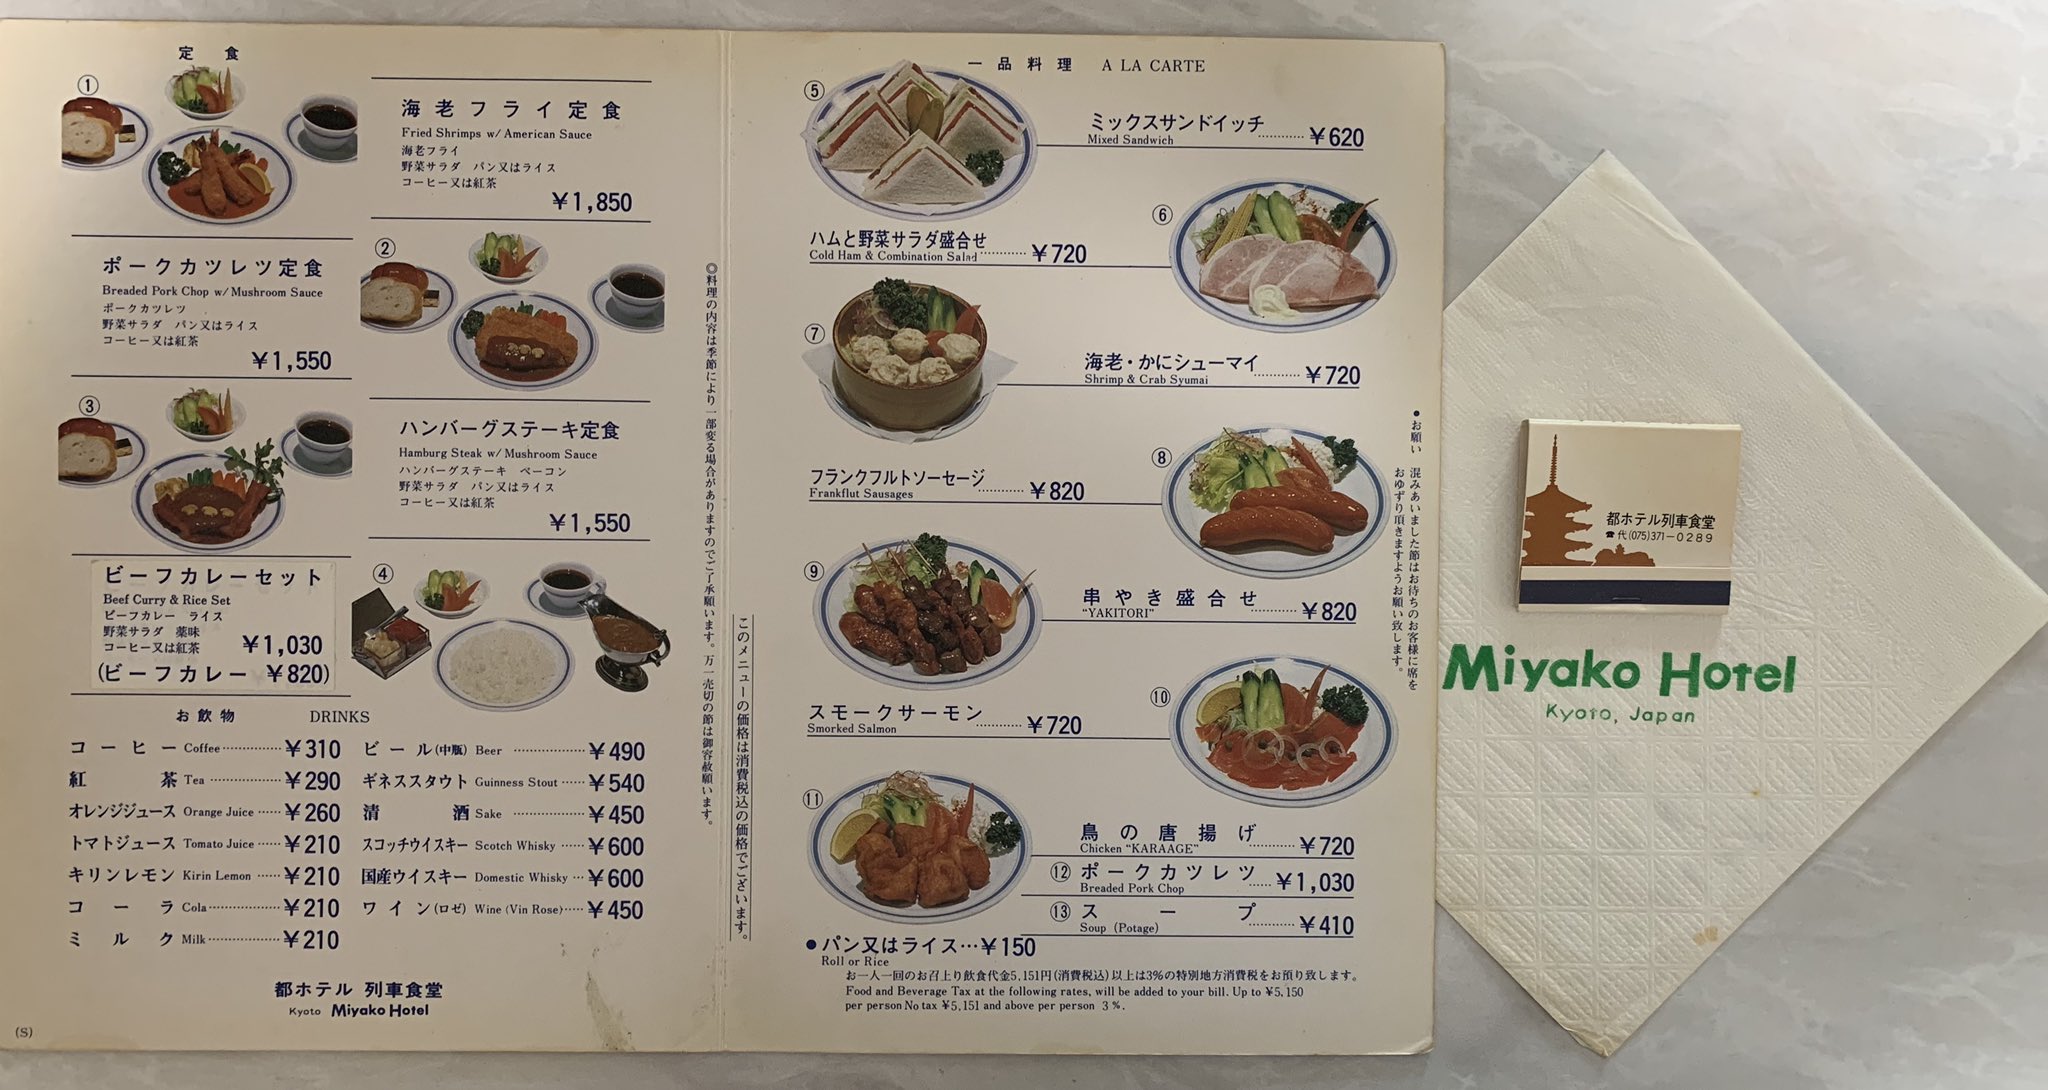 定食
①
海老フライ定食
Fried Shrimps w/American Sauce
海老フライ
野菜サラダ パン又はライス
コーヒー又は紅茶
¥1,850
②
ポークカツレツ定食
Breaded Pork Chop w/Mushroom Sauce
ポークカツレツ
野菜サラダ パン又はライス
コーヒー又は紅茶
¥1,550
③
ハンバーグステーキ定食
Hamburg Steak w/Mushroom Sauce
ハンバーグステーキ ベーコン
野菜サラダ パン又はライス
コーヒー又は紅茶
¥1,550
④
ビーフカレーセット
Beef Curry & Rice Set
ビーフカレー ライス
野菜サラダ 薬味
コーヒー又は紅茶 ¥1,030
(ビーフカレー ¥820)
お飲物 DRINKS
コーヒー Coffee ¥310
紅茶 Tea ¥290
オレンジジュース Orange Juice ¥260
トマトジュース Tomato Juice ¥210
キリンレモン Kirin Lemon ¥210
コーラ Cola ¥210
ミルク Milk ¥210
ビール(中瓶) Beer ¥490
ギネススタウト Guinness Stout ¥540
清酒 Sake ¥450
スコッチウイスキー Scotch Whisky ¥600
国産ウイスキー Domestic Whisky ¥600
ワイン(ロゼ) Wine (Vin Rose) ¥450
都ホテル 列車食堂
Kyoto Miyako Hotel
(S)
◎料理の内容は季節により一部変る場合がありますのでご了承願います。万一売切の節は御容赦願います。
このメニューの価格は消費税込の価格でございます。
一品料理 A LA CARTE
⑤
ミックスサンドイッチ ¥620
Mixed Sandwich
⑥
ハムと野菜サラダ盛合せ ¥720
Cold Ham & Combination Salad
⑦
海老・かにシューマイ ¥720
Shrimp & Crab Syumai
⑧
フランクフルトソーセージ ¥820
Frankflut Sausages
⑨
串やき盛合せ ¥820
"YAKITORI"
⑩
スモークサーモン ¥720
Smorked Salmon
⑪
鳥の唐揚げ ¥720
Chicken "KARAAGE"
⑫ ポークカツレツ ¥1,030
Breaded Pork Chop
⑬ スープ ¥410
Soup (Potage)
●パン又はライス…¥150
Roll or Rice
お一人一回のお召上り飲食代金5,151円(消費税込)以上は3%の特別地方消費税をお預り致します。
Food and Beverage Tax at the following rates, will be added to your bill. Up to ¥5,150
per person No tax ¥5,151 and above per person 3%.
●お願い 混みあいました節はお待ちのお客様に席を
おゆずり頂きますようお願い致します。
都ホテル列車食堂
☎代(075)371-0289
Miyako Hotel
Kyoto, Japan